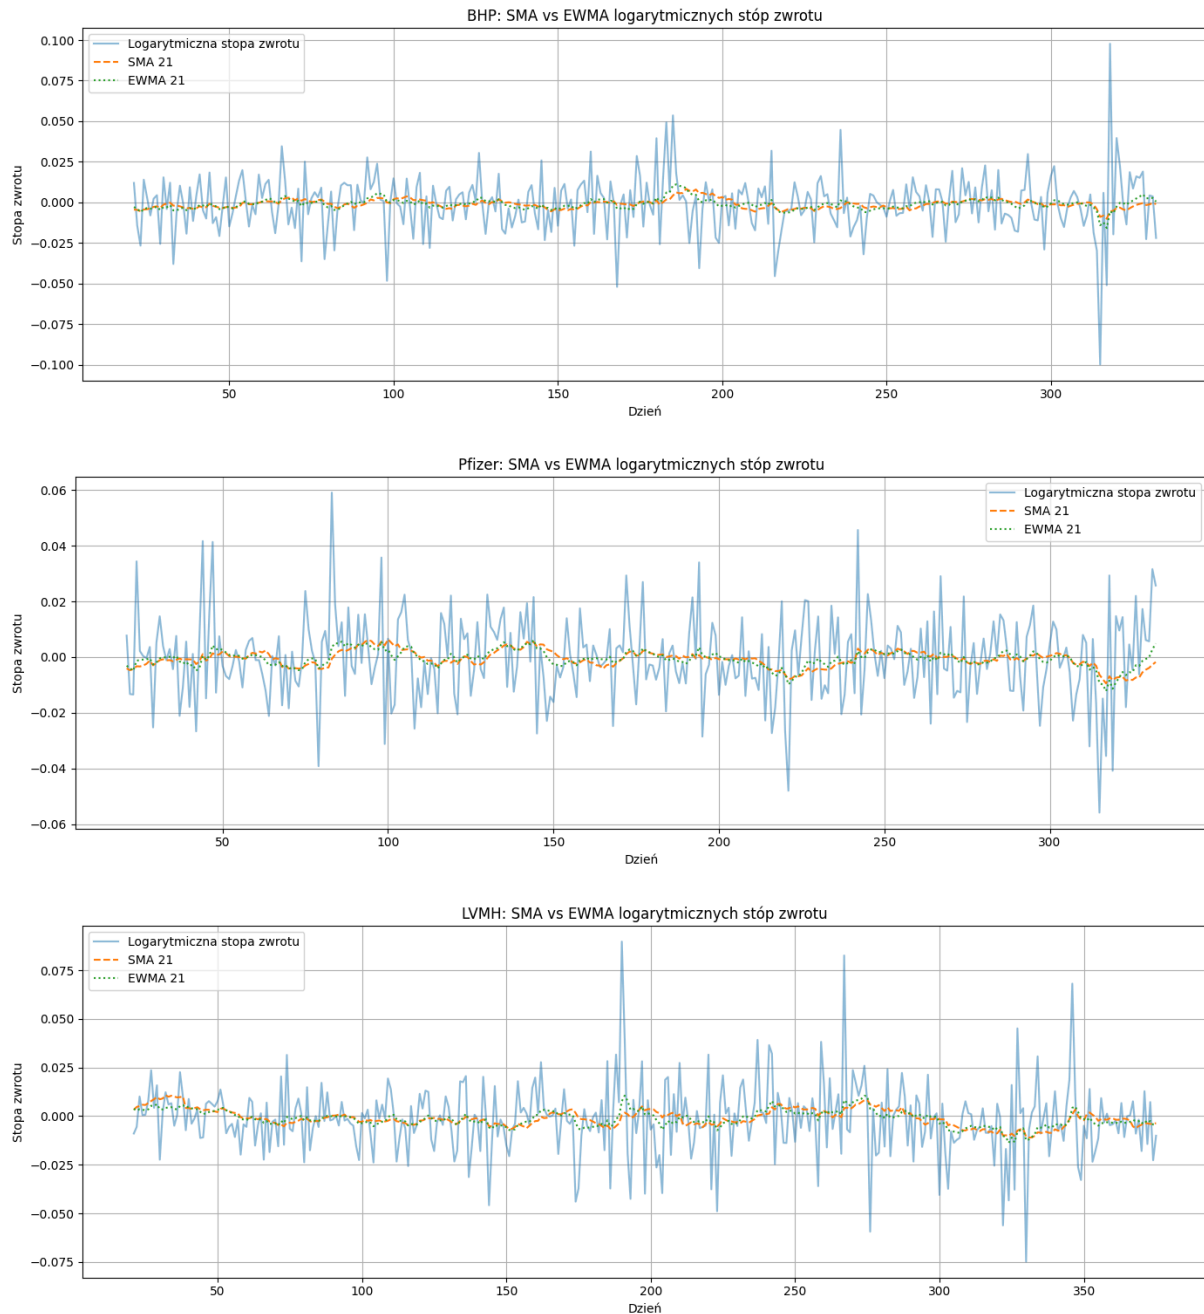 BHP: SMA vs EWMA logarytmicznych stóp zwrotu
Logarytmiczna stopa zwrotu
SMA 21
EWMA 21
Stopa zwrotu
0.100
0.075
0.050
0.025
0.000
−0.025
−0.050
−0.075
−0.100
50 100 150 200 250 300
Dzień
Pfizer: SMA vs EWMA logarytmicznych stóp zwrotu
Logarytmiczna stopa zwrotu
SMA 21
EWMA 21
Stopa zwrotu
0.06
0.04
0.02
0.00
−0.02
−0.04
−0.06
50 100 150 200 250 300
Dzień
LVMH: SMA vs EWMA logarytmicznych stóp zwrotu
Logarytmiczna stopa zwrotu
SMA 21
EWMA 21
Stopa zwrotu
0.075
0.050
0.025
0.000
−0.025
−0.050
−0.075
50 100 150 200 250 300 350
Dzień